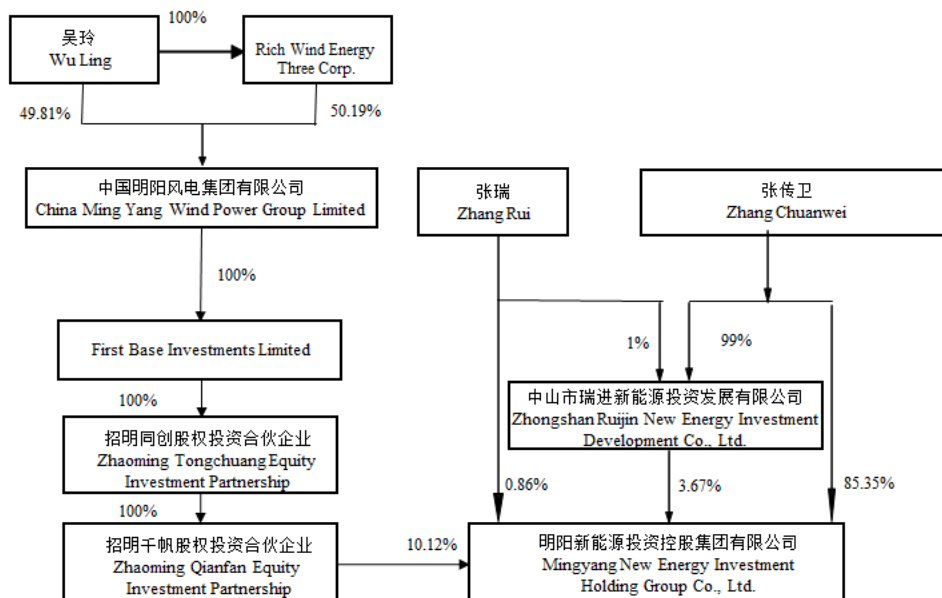 100%
吴玲
Wu Ling
Rich Wind Energy
Three Corp.
49.81%
50.19%
中国明阳风电集团有限公司
China Ming Yang Wind Power Group Limited
张瑞
Zhang Rui
张传卫
Zhang Chuanwei
100%
First Base Investments Limited
1%
99%
100%
中山市瑞进新能源投资发展有限公司
Zhongshan Ruijin New Energy Investment
Development Co., Ltd.
招明同创股权投资合伙企业
Zhaoming Tongchuang Equity
Investment Partnership
0.86%
3.67%
85.35%
100%
招明千帆股权投资合伙企业
Zhaoming Qianfan Equity
Investment Partnership
10.12%
明阳新能源投资控股集团有限公司
Mingyang New Energy Investment
Holding Group Co., Ltd.